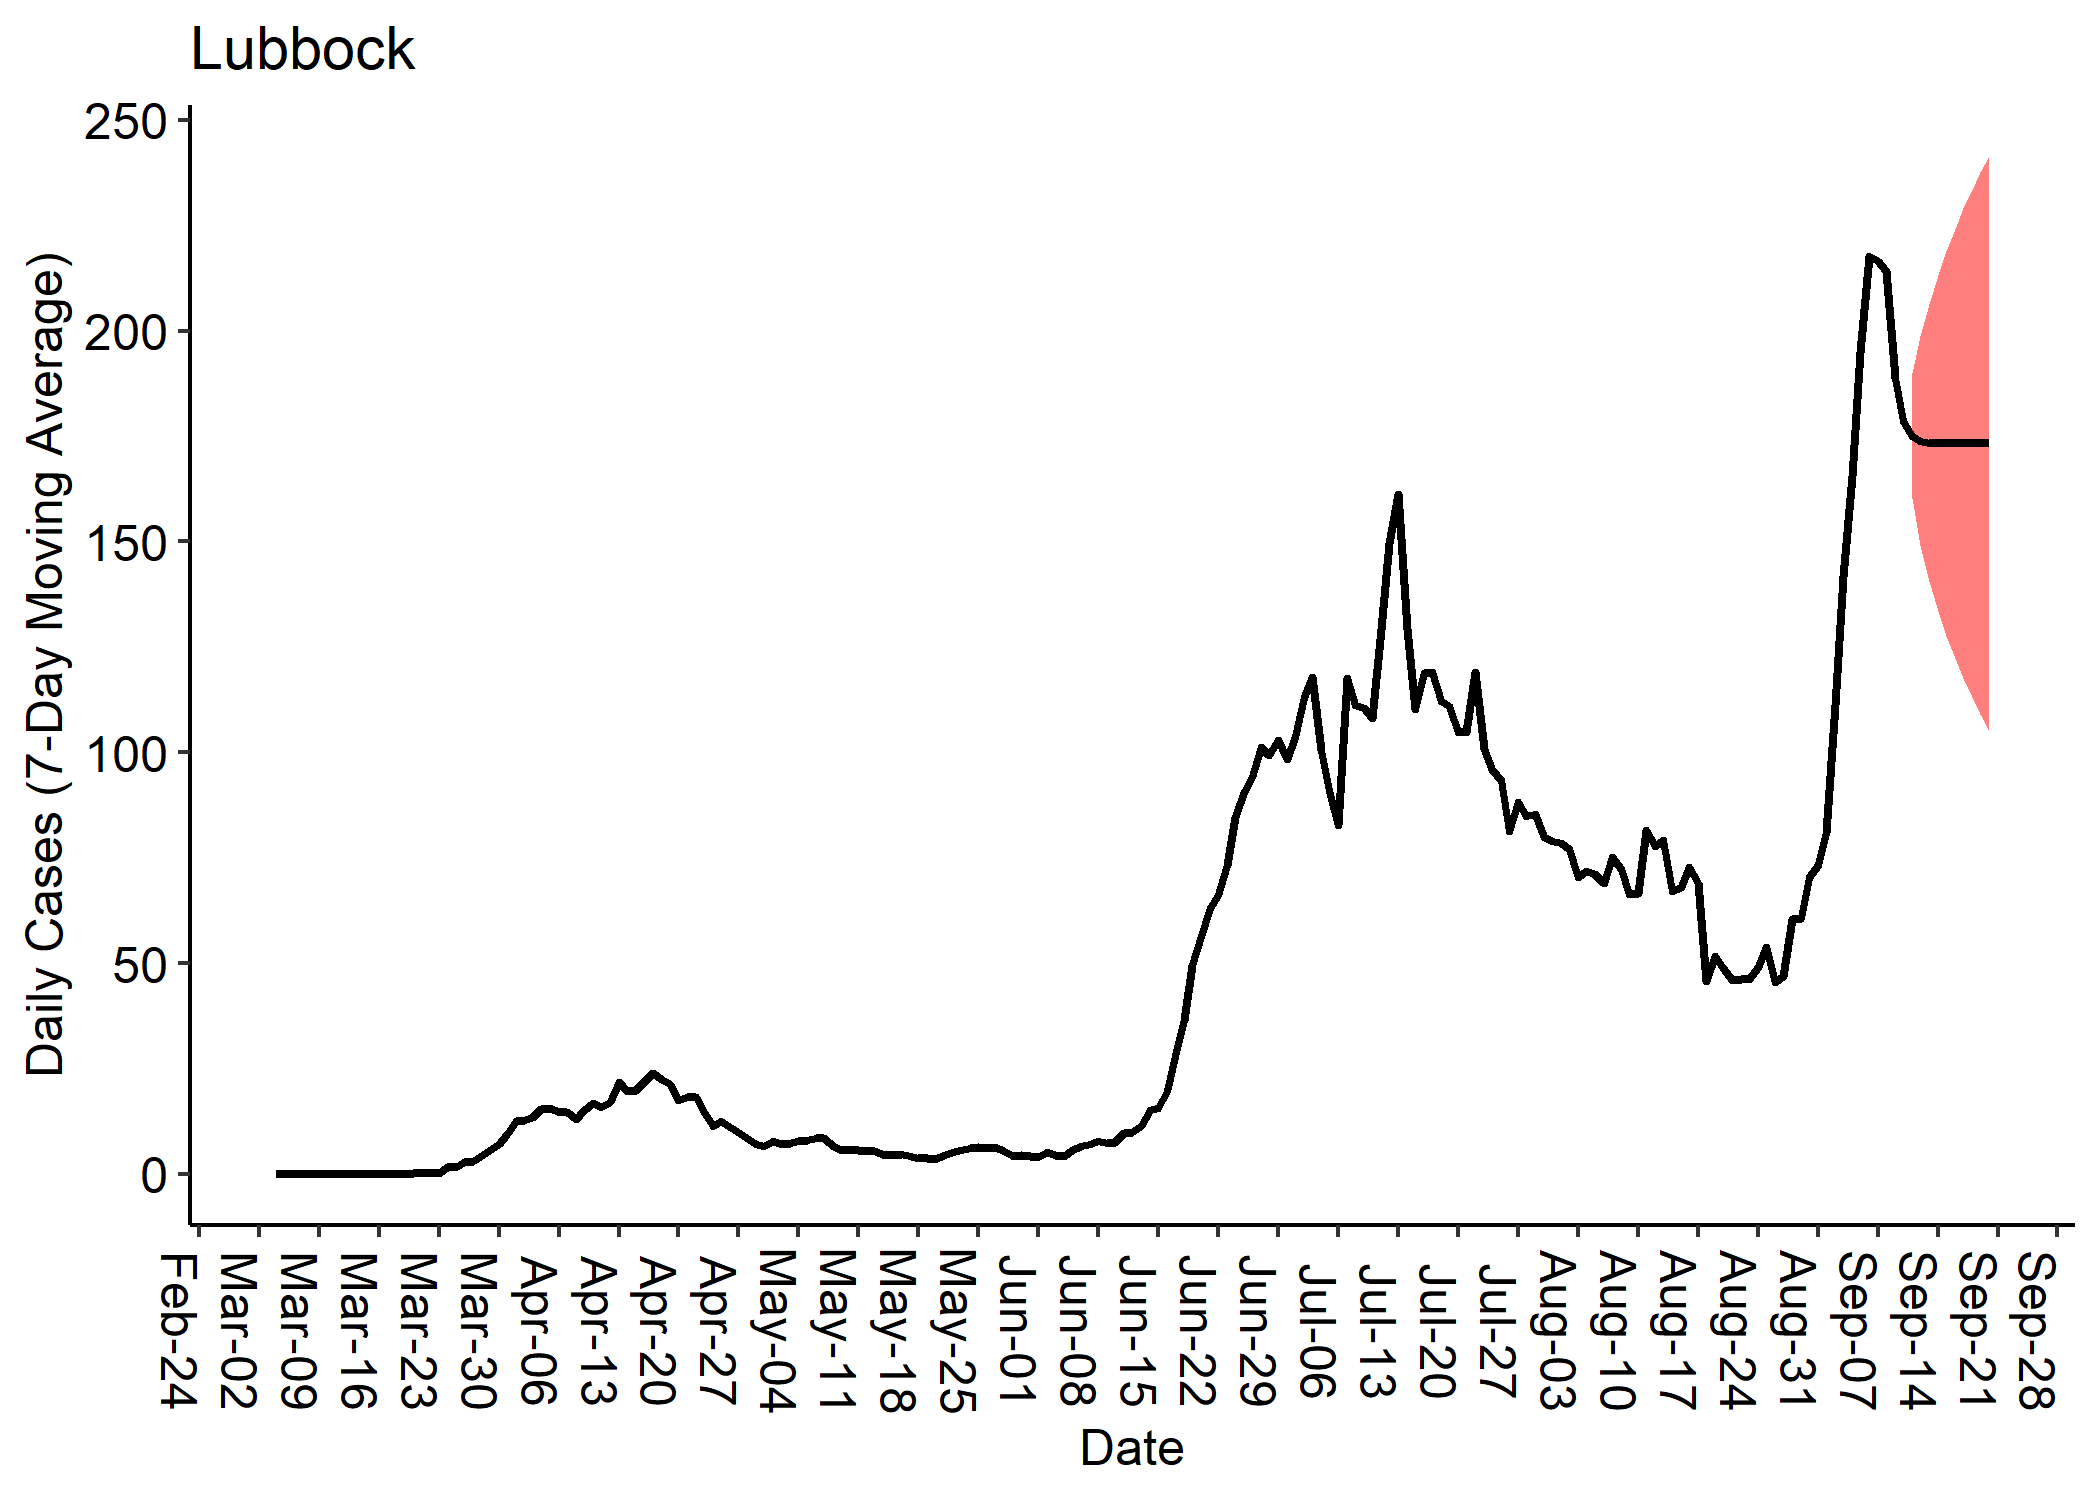 Lubbock
Daily Cases (7-Day Moving Average)
250
200
150
100
50
0
Feb-24
Mar-02
Mar-09
Mar-16
Mar-23
Mar-30
Apr-06
Apr-13
Apr-20
Apr-27
May-04
May-11
May-18
May-25
Jun-01
Jun-08
Jun-15
Jun-22
Jun-29
Jul-06
Jul-13
Jul-20
Jul-27
Aug-03
Aug-10
Aug-17
Aug-24
Aug-31
Sep-07
Sep-14
Sep-21
Sep-28
Date